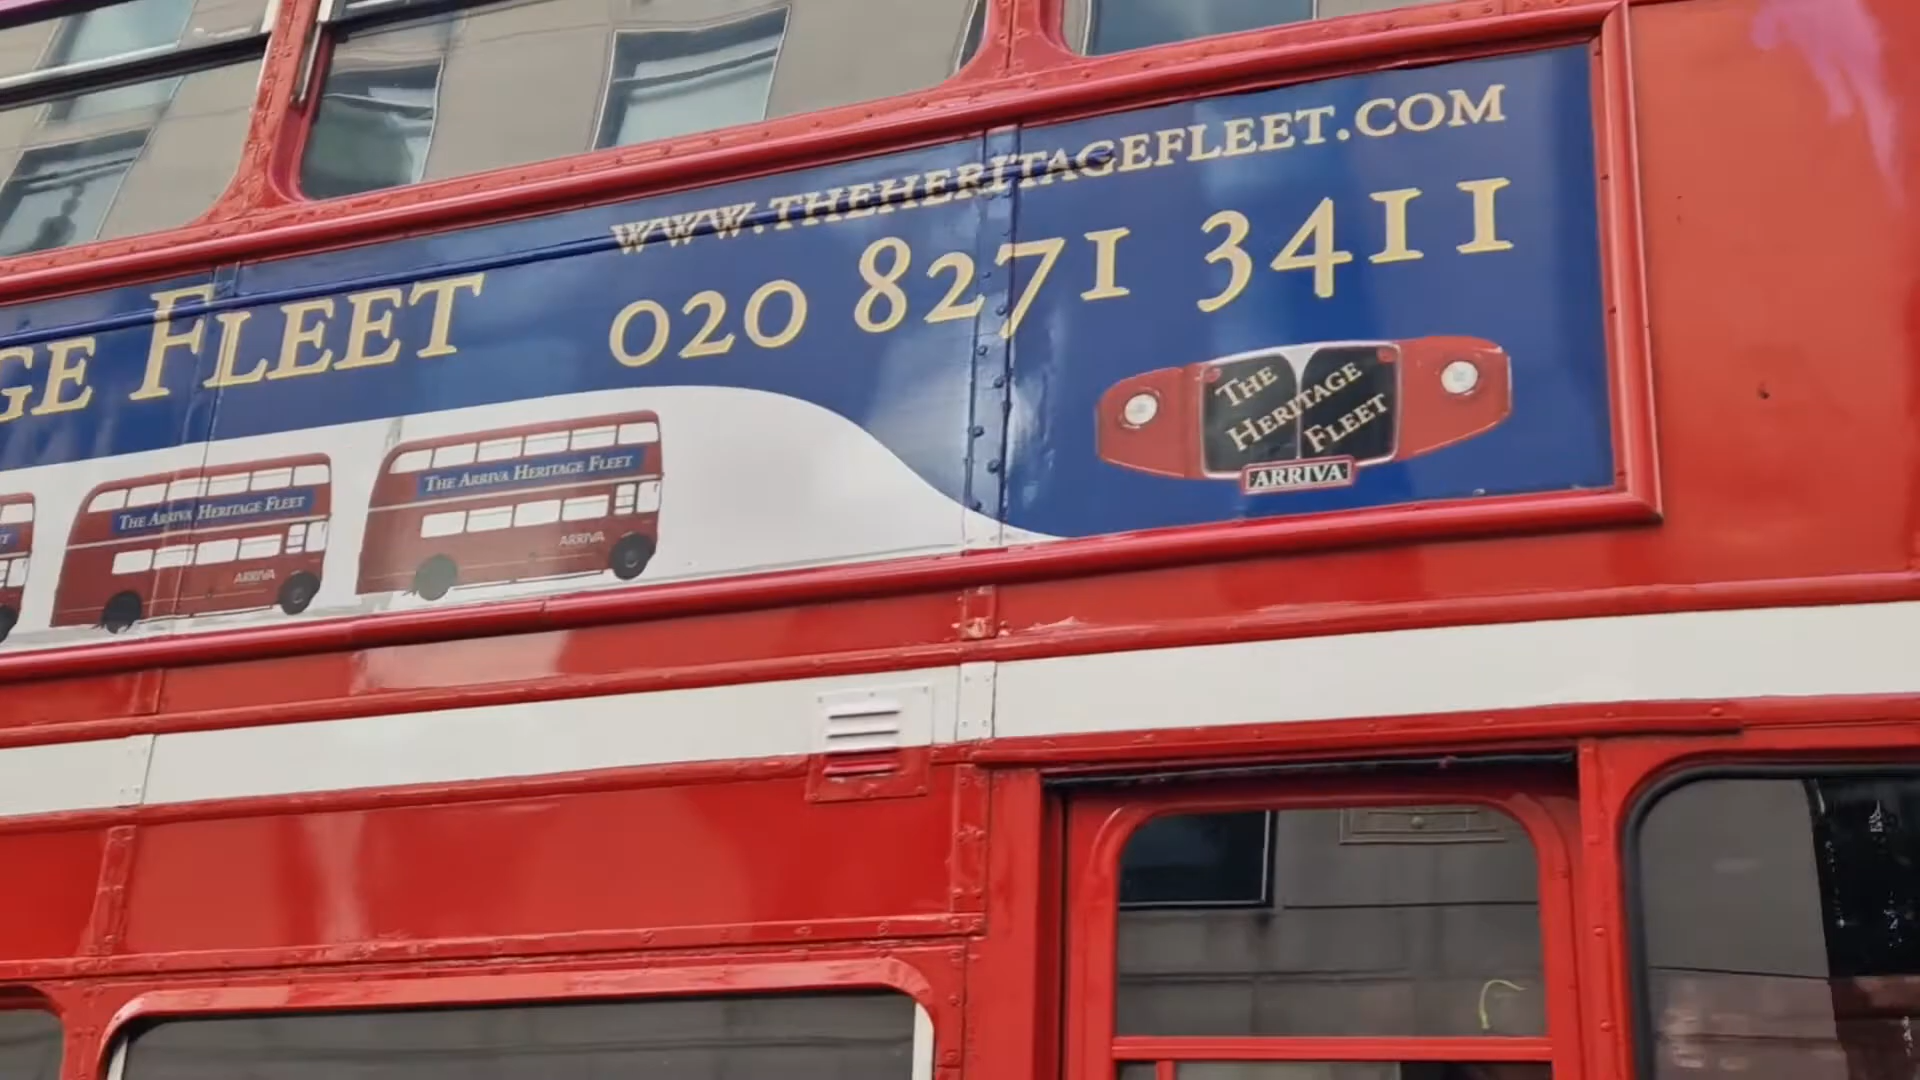 WWW.THEHERITAGEFLEET.COM
GE FLEET
020 8271 3411
THE
HERITAGE
FLEET
ARRIVA
THE ARRIVA HERITAGE FLEET
ARRIVA
THE ARRIVA HERITAGE FLEET
ARRIVA